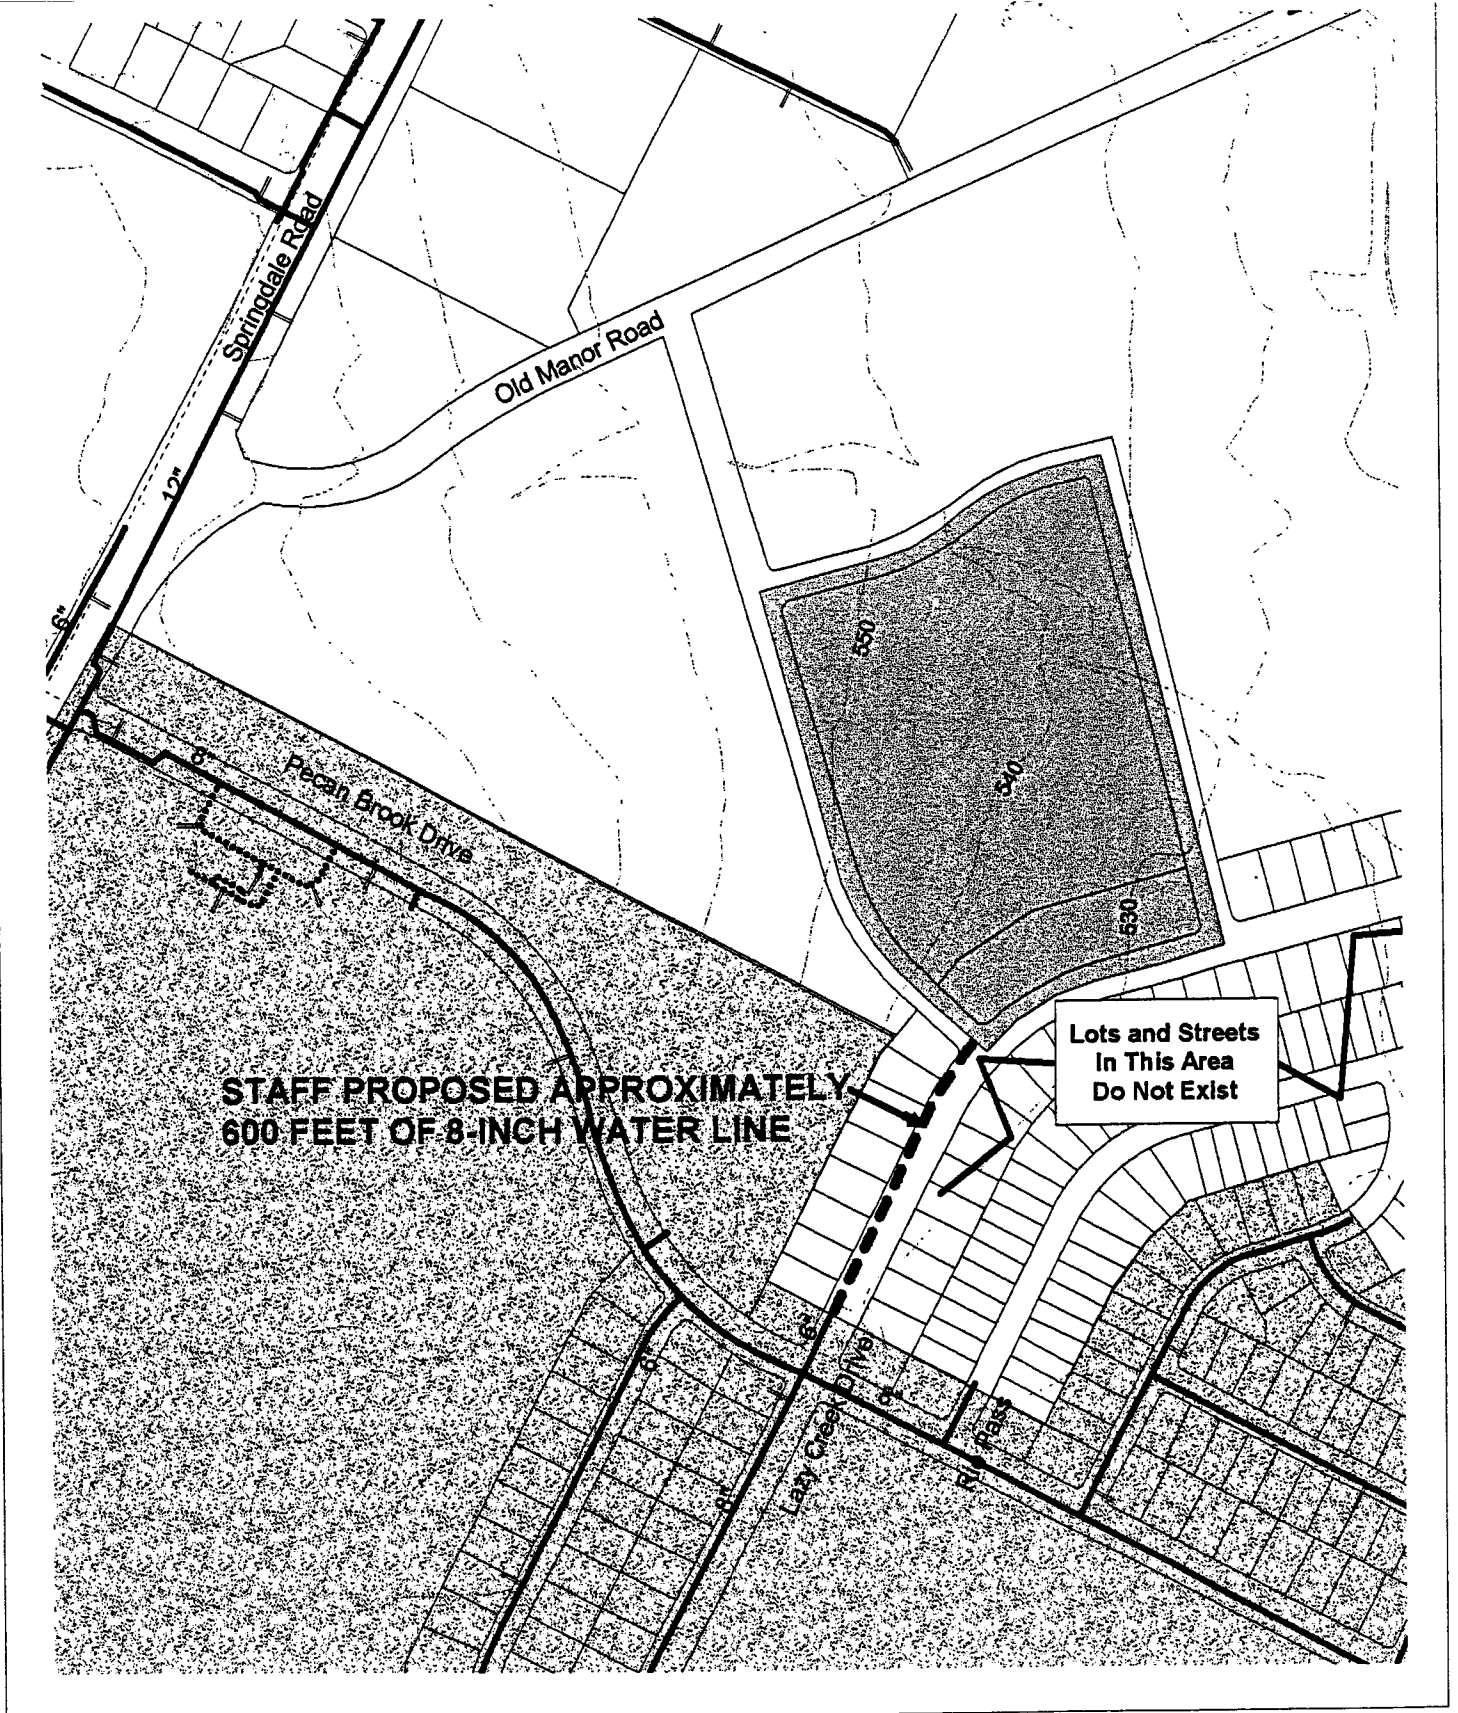 Springdale Road
Old Manor Road
12"
6"
550
8"
Pecan Brook Drive
540
530
Lots and Streets
In This Area
Do Not Exist
STAFF PROPOSED APPROXIMATELY
600 FEET OF 8-INCH WATER LINE
6"
6"
8"
8"
Lazy Creek Drive
Pass